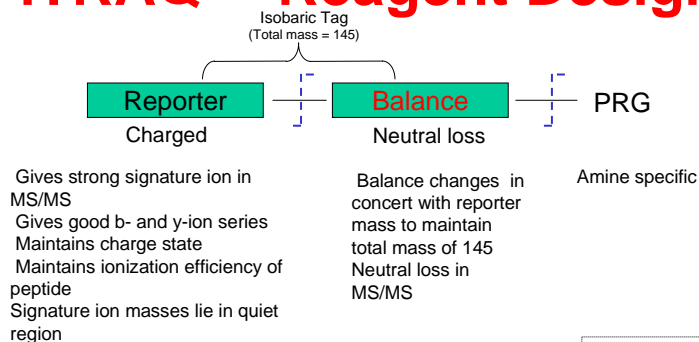 iTRAQ™ Reagent Design
Isobaric Tag
(Total mass = 145)
Reporter
Balance
PRG
Charged
Neutral loss
Gives strong signature ion in
MS/MS
Gives good b- and y-ion series
Maintains charge state
Maintains ionization efficiency of
peptide
Signature ion masses lie in quiet
region
Balance changes in
concert with reporter
mass to maintain
total mass of 145
Neutral loss in
MS/MS
Amine specific